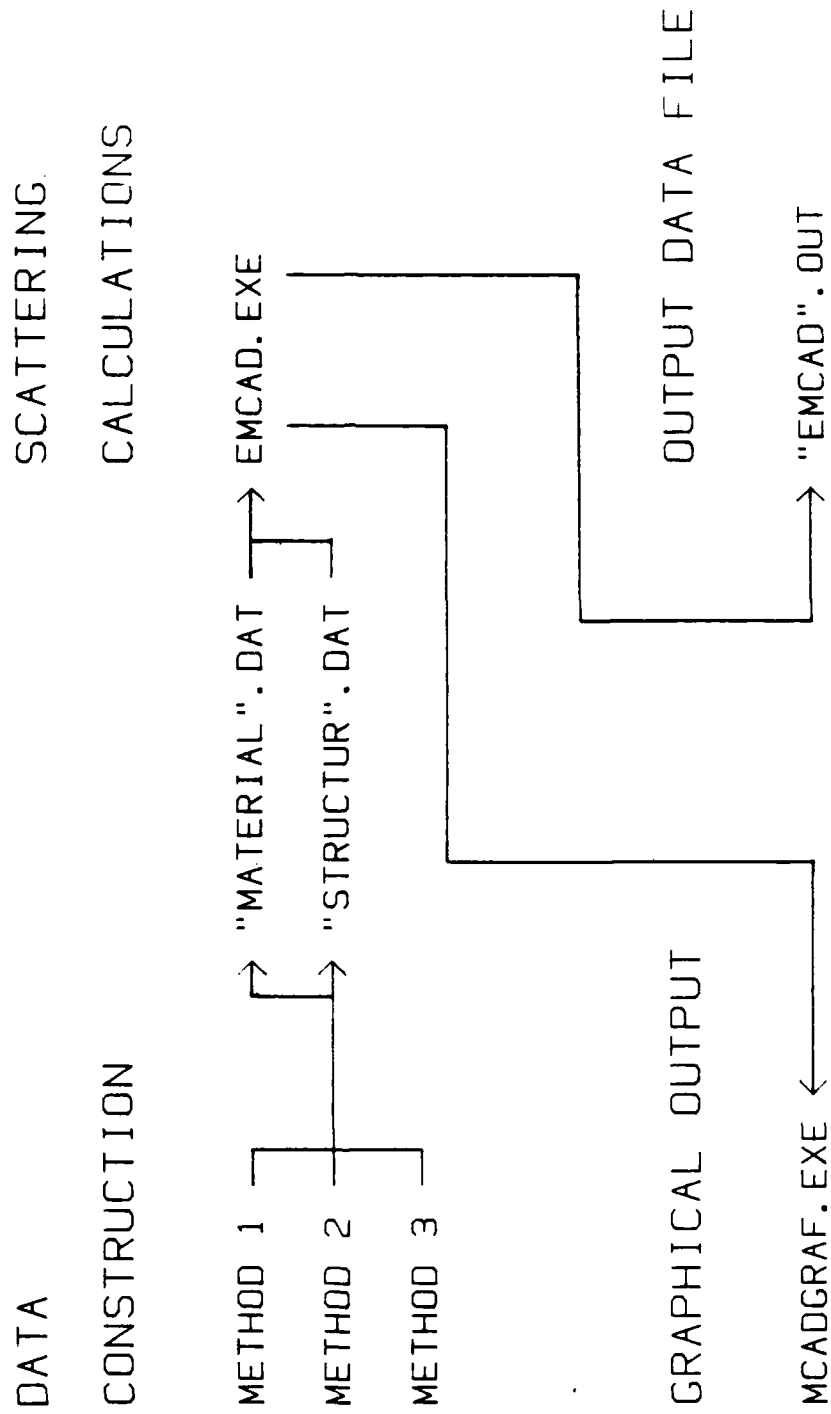 DATA
CONSTRUCTION
SCATTERING
CALCULATIONS
METHOD 1
METHOD 2
METHOD 3
"MATERIAL".DAT
"STRUCTUR".DAT
EMCAD.EXE
GRAPHICAL OUTPUT
OUTPUT DATA FILE
MCADGRAF.EXE
"EMCAD".OUT